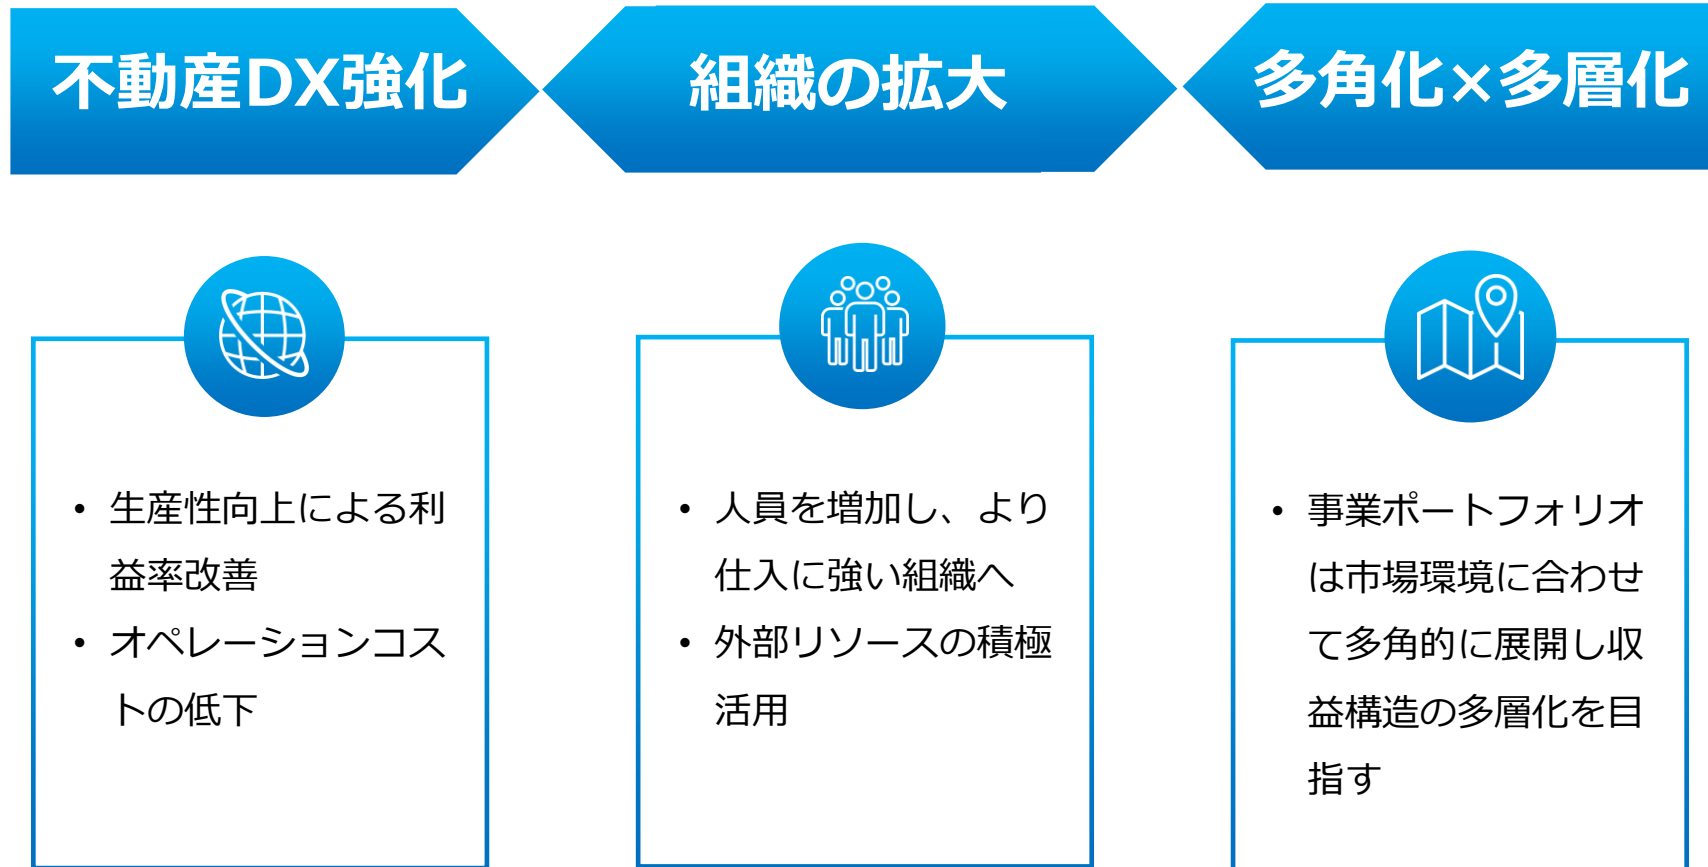 不動産DX強化
組織の拡大
多角化×多層化
• 生産性向上による利
益率改善
• オペレーションコス
トの低下
• 人員を増加し、より
仕入に強い組織へ
• 外部リソースの積極
活用
• 事業ポートフォリオ
は市場環境に合わせ
て多角的に展開し収
益構造の多層化を目
指す